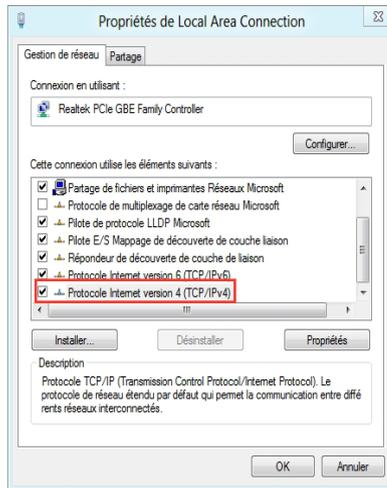 Propriétés de Local Area Connection
Gestion de réseau Partage
Connexion en utilisant :
Realtek PCIe GBE Family Controller
Configurer...
Cette connexion utilise les éléments suivants :
Partage de fichiers et imprimantes Réseaux Microsoft
Protocole de multiplexage de carte réseau Microsoft
Pilote de protocole LLDP Microsoft
Pilote E/S Mappage de découverte de couche liaison
Répondeur de découverte de couche de liaison
Protocole Internet version 6 (TCP/IPv6)
Protocole Internet version 4 (TCP/IPv4)
Installer... Désinstaller Propriétés
Description
Protocole TCP/IP (Transmission Control Protocol/Internet Protocol). Le
protocole de réseau étendu par défaut qui permet la communication entre diffé
rents réseaux interconnectés.
OK Annuler